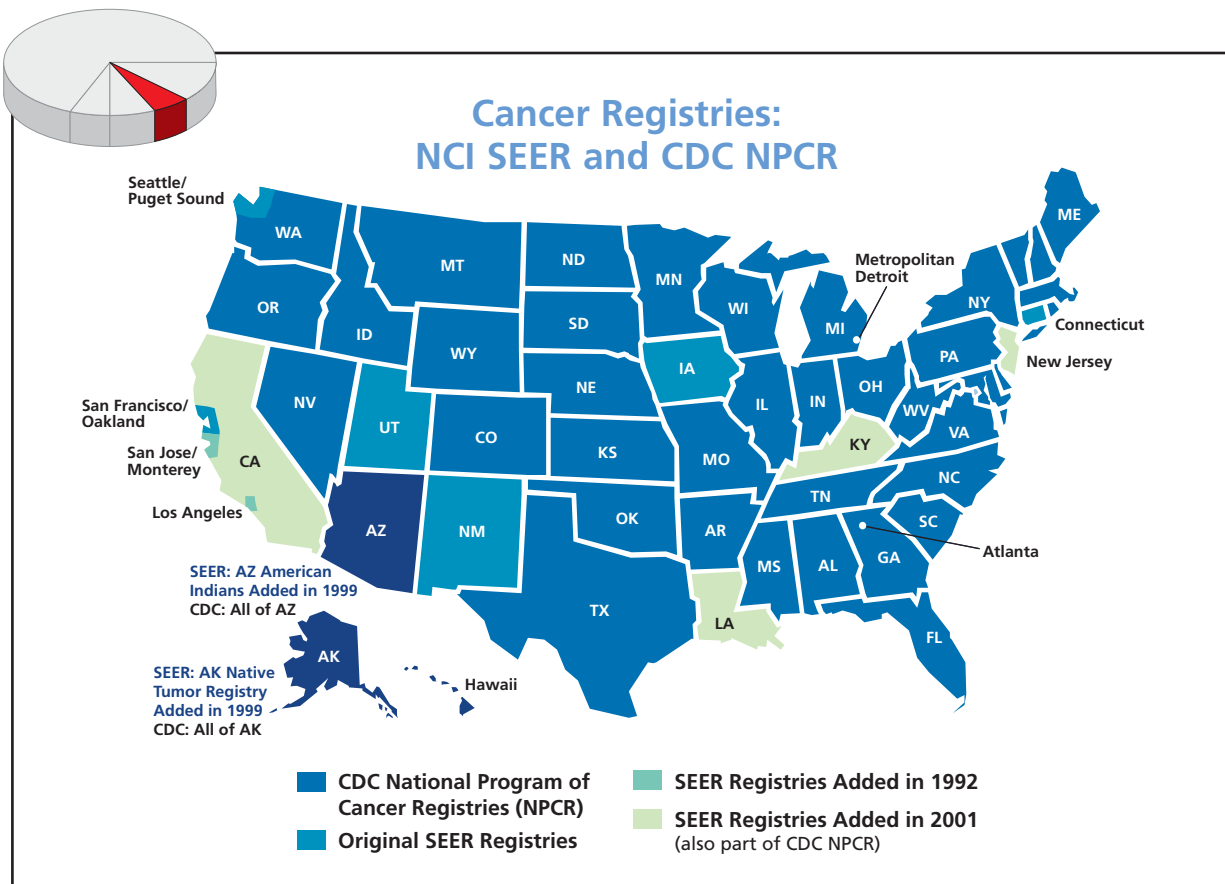 Cancer Registries:
NCI SEER and CDC NPCR
Seattle/
Puget Sound
WA
MT
ND
MN
ME
Metropolitan
Detroit
OR
ID
SD
WI
MI
NY
Connecticut
WY
IA
PA
New Jersey
NE
NV
UT
CO
IL
IN
OH
WV
VA
San Francisco/
Oakland
San Jose/
Monterey
CA
KS
MO
KY
NC
Los Angeles
AZ
NM
OK
AR
TN
SC
Atlanta
MS
AL
GA
SEER: AZ American
Indians Added in 1999
CDC: All of AZ
TX
LA
FL
AK
Hawaii
SEER: AK Native
Tumor Registry
Added in 1999
CDC: All of AK
CDC National Program of
Cancer Registries (NPCR)
Original SEER Registries
SEER Registries Added in 1992
SEER Registries Added in 2001
(also part of CDC NPCR)